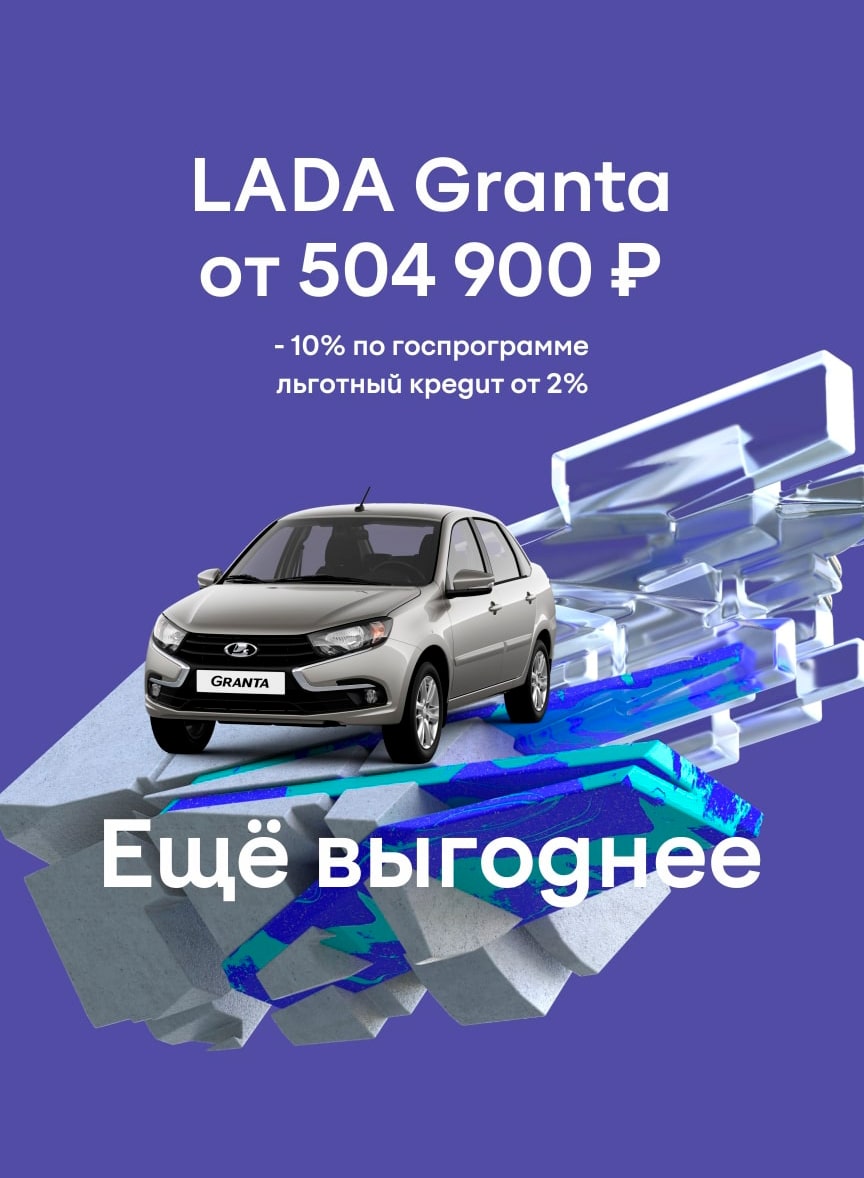 LADA Granta
от 504 900 ₽
- 10% по госпрограмме
льготный кредит от 2%
GRANTA
Ещё выгоднее